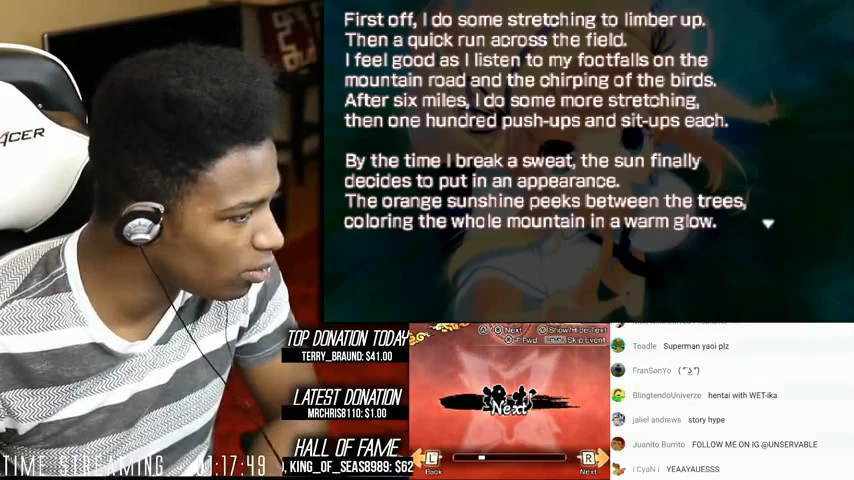 First off, I do some stretching to limber up.
Then a quick run across the field.
I feel good as I listen to my footfalls on the
mountain road and the chirping of the birds.
After six miles, I do some more stretching,
then one hundred push-ups and sit-ups each.
By the time I break a sweat, the sun finally
decides to put in an appearance.
The orange sunshine peeks between the trees,
coloring the whole mountain in a warm glow.
ACER
TOP DONATION TODAY
TERRY_BRAUND: $41.00
LATEST DONATION
MRCHRIS8110: $1.00
HALL OF FAME
), KING_OF_SEAS8989: $62
TIME STREAMING
01:17:49
Next
Show/Hide Text
F.Fwd
Skip Event
Next
L
R
Back
Next
Toadle Superman yaoi plz
FranSonYo
BlingtendoUniverze hentai with WET-ika
jaliel andrews story hype
Juanito Burrito FOLLOW ME ON IG @UNSERVABLE
i CyaN i YEAAYAUESSS